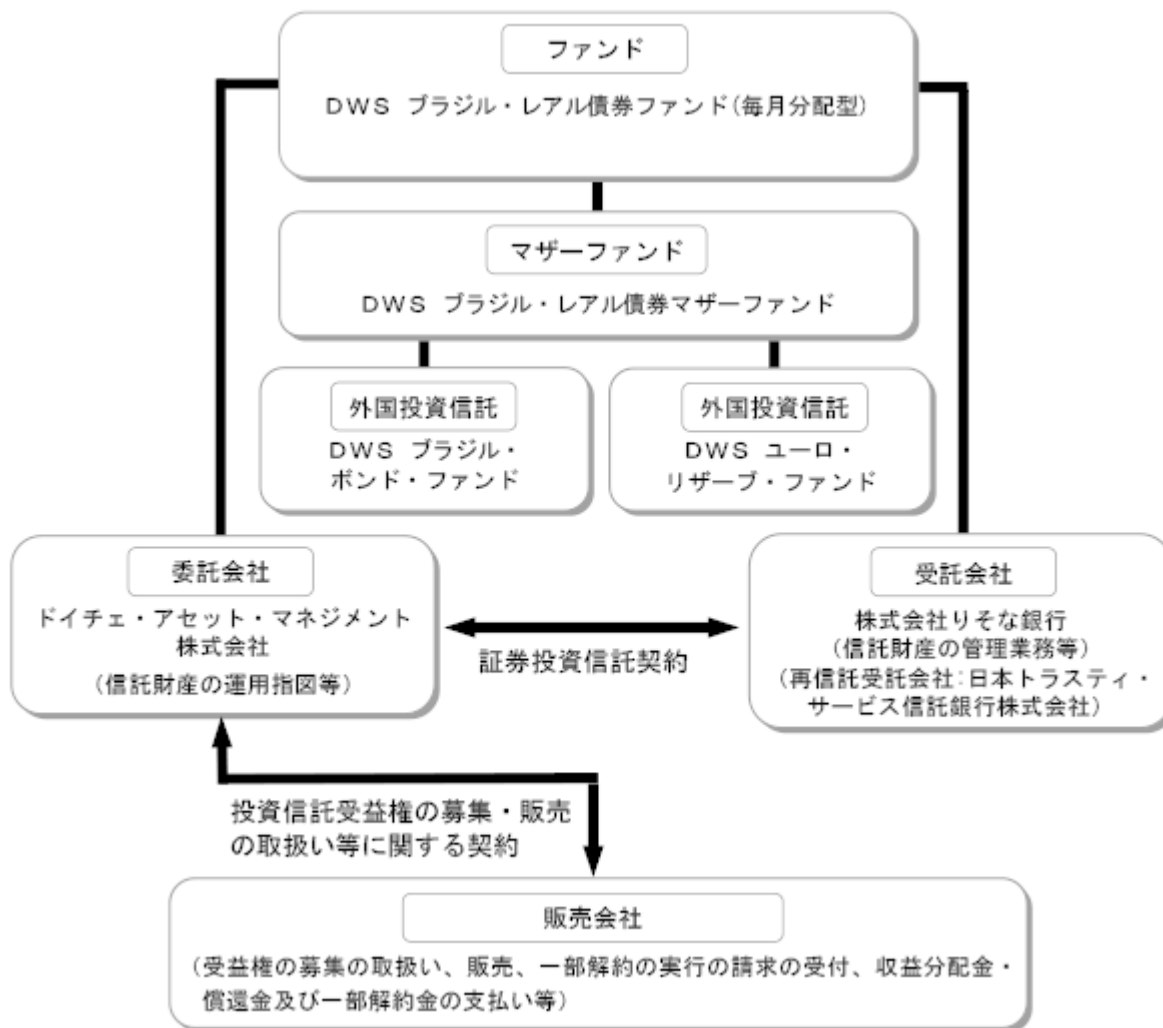 ファンド
ＤＷＳ ブラジル・レアル債券ファンド(毎月分配型)
マザーファンド
ＤＷＳ ブラジル・レアル債券マザーファンド
外国投資信託
ＤＷＳ ブラジル・
ボンド・ファンド
外国投資信託
ＤＷＳ ユーロ・
リザーブ・ファンド
委託会社
ドイチェ・アセット・マネジメント
株式会社
(信託財産の運用指図等)
証券投資信託契約
受託会社
株式会社りそな銀行
(信託財産の管理業務等)
(再信託受託会社:日本トラスティ・
サービス信託銀行株式会社)
投資信託受益権の募集・販売
の取扱い等に関する契約
販売会社
(受益権の募集の取扱い、販売、一部解約の実行の請求の受付、収益分配金・
償還金及び一部解約金の支払い等)